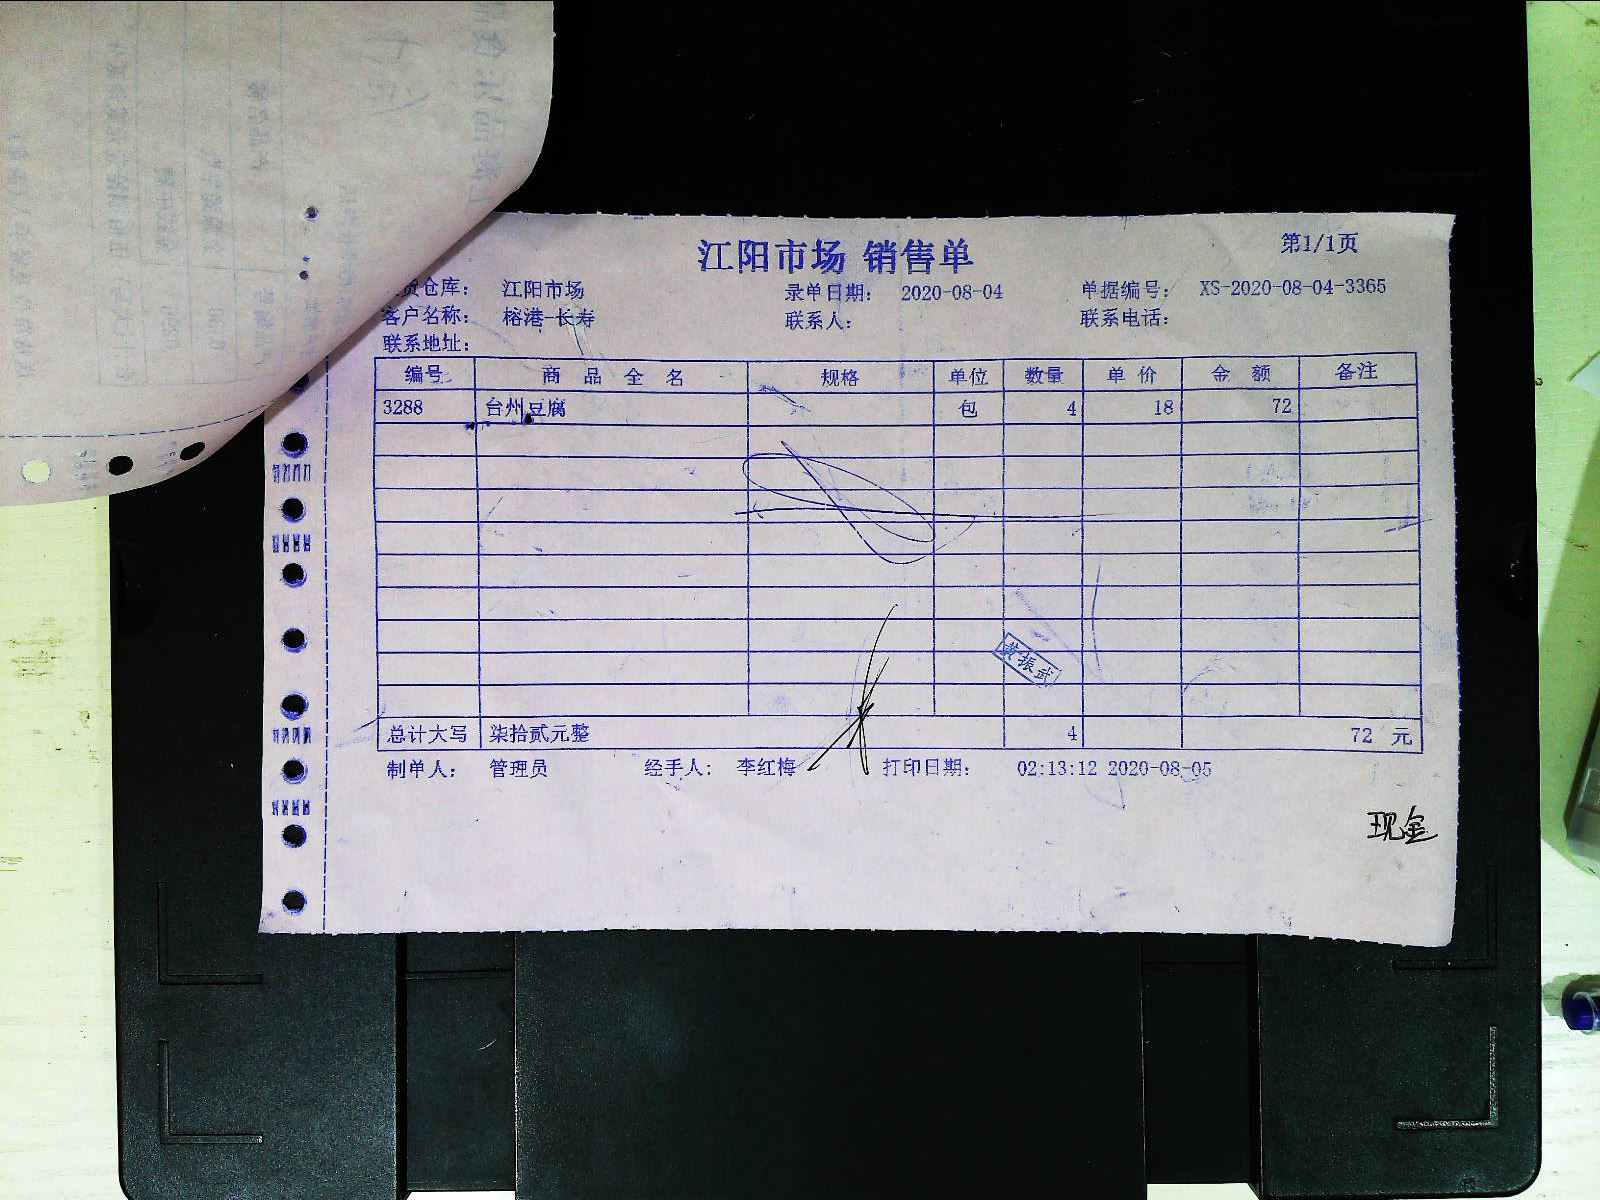 江阳市场 销售单
第1/1页
货仓库： 江阳市场 录单日期： 2020-08-04 单据编号： XS-2020-08-04-3365
客户名称： 榕港-长寿 联系人： 联系电话：
联系地址：
编号 商品全名 规格 单位 数量 单价 金额 备注
3288 台州豆腐 包 4 18 72
黄振武
总计大写 柒拾贰元整 4 72 元
制单人： 管理员 经手人： 李红梅 打印日期： 02:13:12 2020-08-05
现金